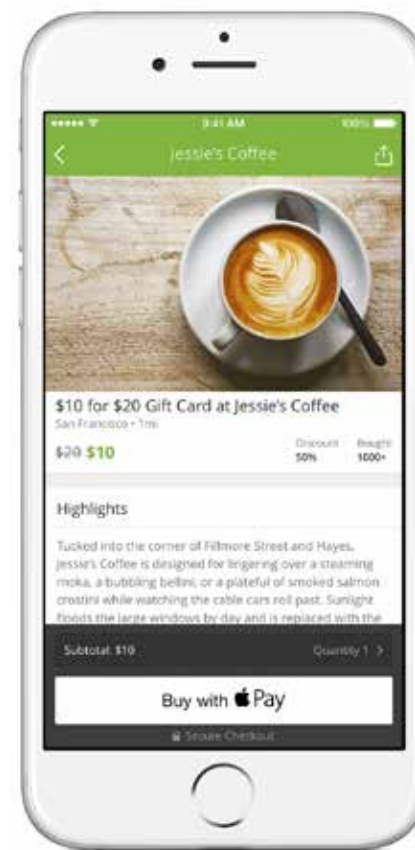 9:41 AM 100%
Jessie's Coffee
$10 for $20 Gift Card at Jessie's Coffee
San Francisco • 1mi
$20 $10
Discount Bought
50% 1000+
Highlights
Tucked into the corner of Fillmore Street and Hayes,
Jessie's Coffee is designed for lingering over a steaming
moka, a bubbling bellini, or a plateful of smoked salmon
crostini while watching the cable cars roll past. Sunlight
floods the large windows by day and is replaced with the
Subtotal: $10 Quantity 1
Buy with Pay
Secure Checkout